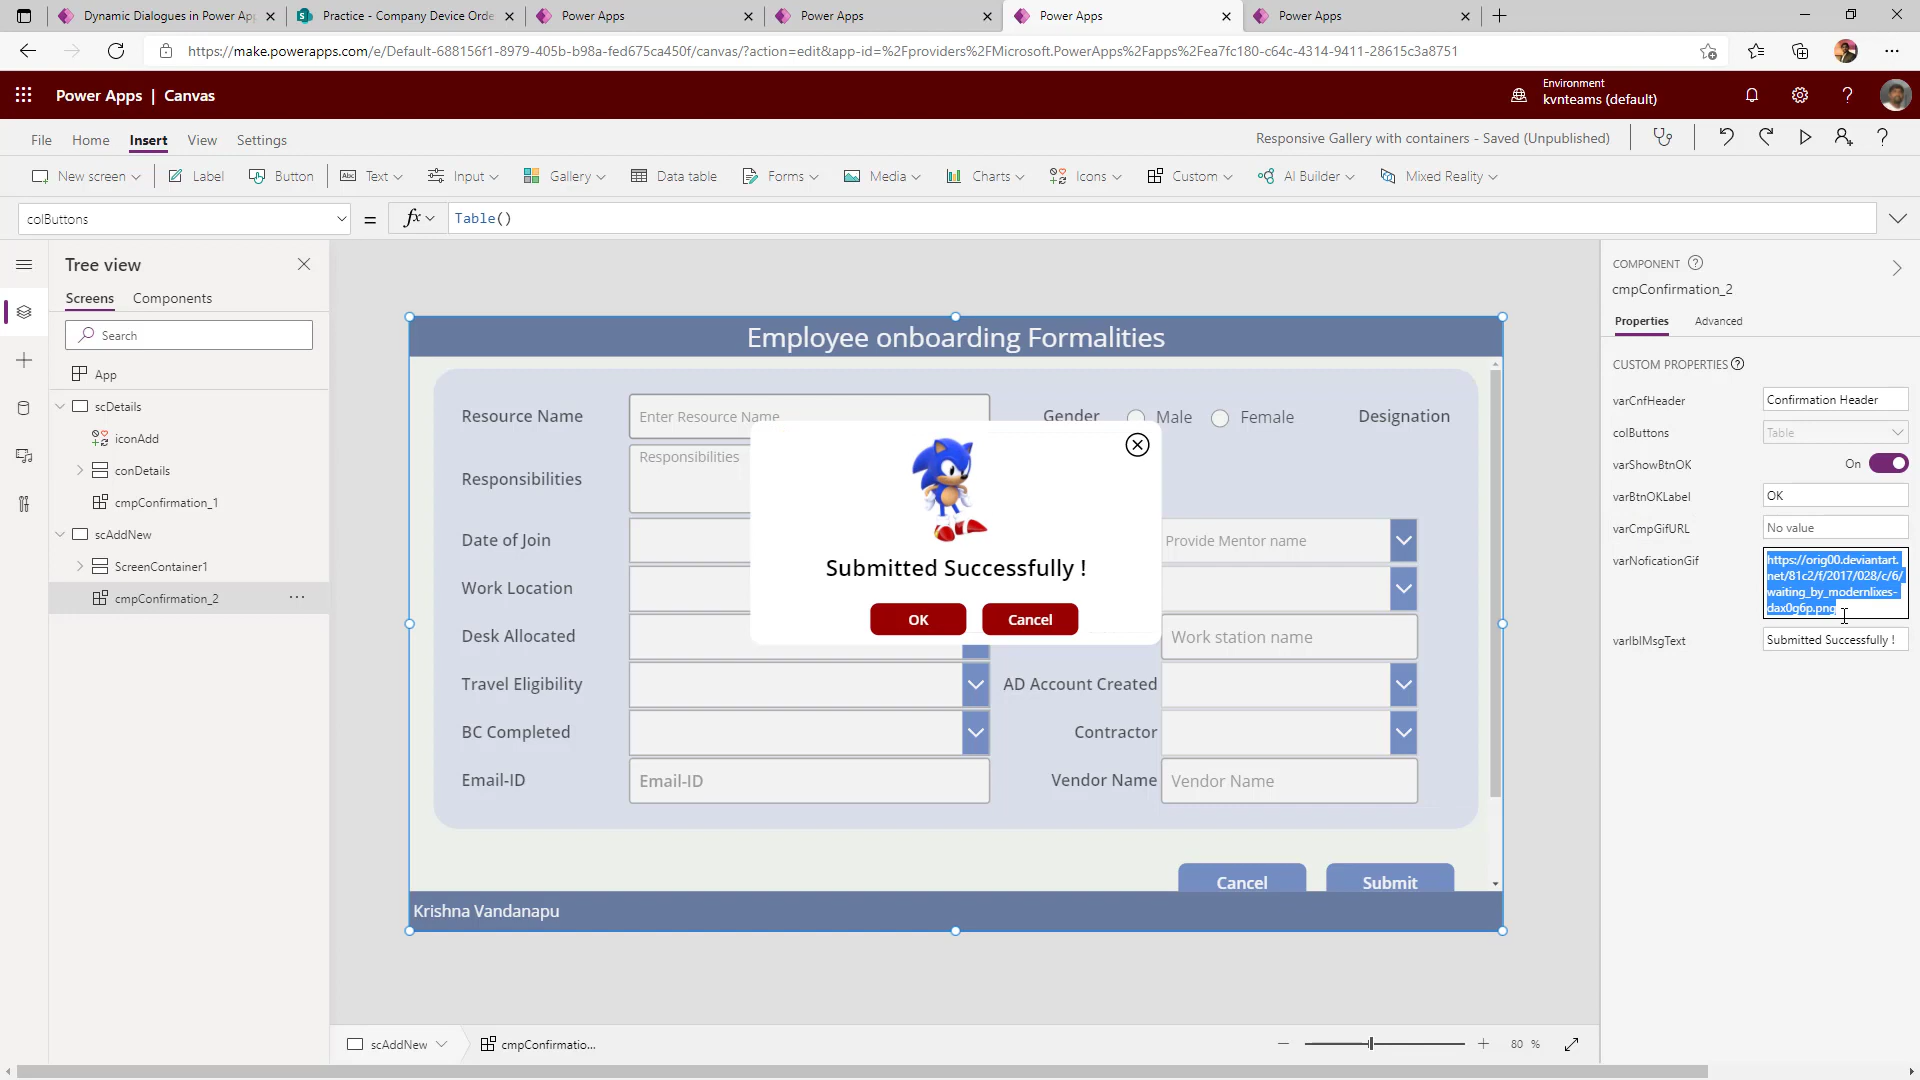 Dynamic Dialogues in Power App
Practice - Company Device Orde
Power Apps
Power Apps
Power Apps
Power Apps
https://make.powerapps.com/e/Default-688156f1-8979-405b-b98a-fed675ca450f/canvas/?action=edit&app-id=%2Fproviders%2FMicrosoft.PowerApps%2Fapps%2Fea7fc180-c64c-4314-9411-28615c3a8751
Power Apps | Canvas
Environment
kvnteams (default)
File Home Insert View Settings
Responsive Gallery with containers - Saved (Unpublished)
New screen Label Button Text Input Gallery Data table Forms Media Charts Icons Custom AI Builder Mixed Reality
colButtons = fx Table()
Tree view
Screens Components
Search
App
scDetails
iconAdd
conDetails
cmpConfirmation_1
scAddNew
ScreenContainer1
cmpConfirmation_2
Employee onboarding Formalities
Resource Name Enter Resource Name Gender Male Female Designation
Responsibilities Responsibilities
Date of Join Provide Mentor name
Work Location
Desk Allocated Work station name
Travel Eligibility AD Account Created
BC Completed Contractor
Email-ID Email-ID Vendor Name Vendor Name
Submitted Successfully !
OK Cancel
Cancel Submit
Krishna Vandanapu
COMPONENT
cmpConfirmation_2
Properties Advanced
CUSTOM PROPERTIES
varCnfHeader Confirmation Header
colButtons Table
varShowBtnOK On
varBtnOKLabel OK
varCmpGifURL No value
varNoficationGif
https://orig00.deviantart.
net/81c2/f/2017/028/c/6/
waiting_by_modernlixes-
dax0g6p.png
varlblMsgText Submitted Successfully !
scAddNew cmpConfirmatio...
80 %